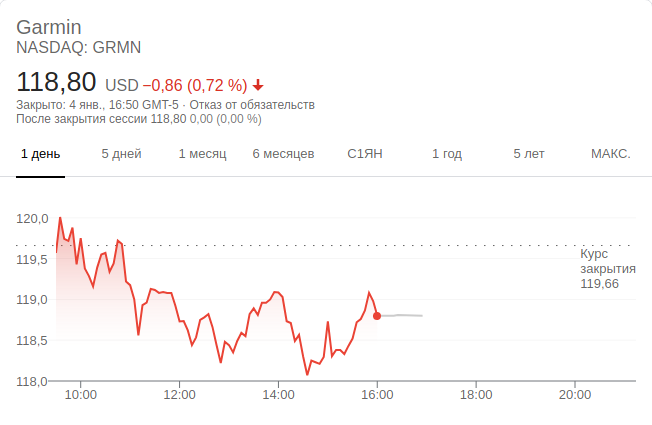 Garmin
NASDAQ: GRMN
118,80 USD −0,86 (0,72 %)
Закрыто: 4 янв., 16:50 GMT-5 · Отказ от обязательств
После закрытия сессии 118,80 0,00 (0,00 %)
1 день 5 дней 1 месяц 6 месяцев С1ЯН 1 год 5 лет МАКС.
120,0
119,5
119,0
118,5
118,0
Курс
закрытия
119,66
10:00 12:00 14:00 16:00 18:00 20:00